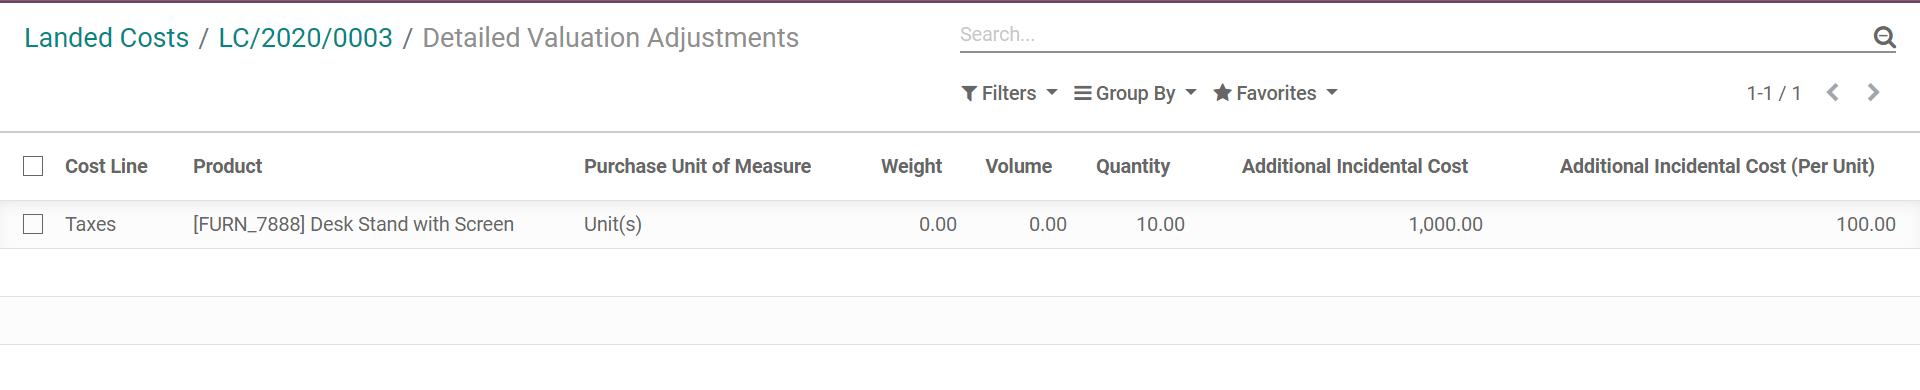 Landed Costs / LC/2020/0003 / Detailed Valuation Adjustments
Search...
Filters Group By Favorites 1-1 / 1
Cost Line Product Purchase Unit of Measure Weight Volume Quantity Additional Incidental Cost Additional Incidental Cost (Per Unit)
Taxes [FURN_7888] Desk Stand with Screen Unit(s) 0.00 0.00 10.00 1,000.00 100.00